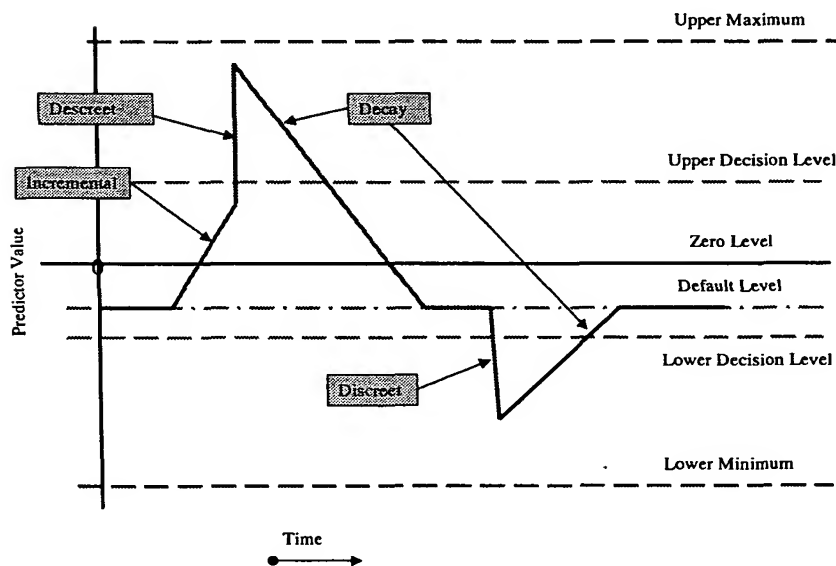 Upper Maximum
Descreet
Decay
Upper Decision Level
Incremental
Zero Level
0
Predictor Value
Default Level
Lower Decision Level
Discreet
Lower Minimum
Time